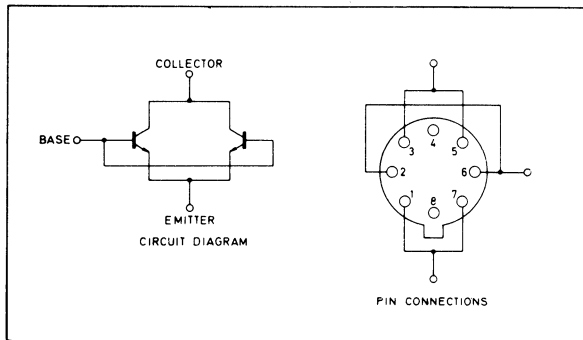 COLLECTOR
BASE
EMITTER
CIRCUIT DIAGRAM
3
4
5
2
6
1
8
7
PIN CONNECTIONS